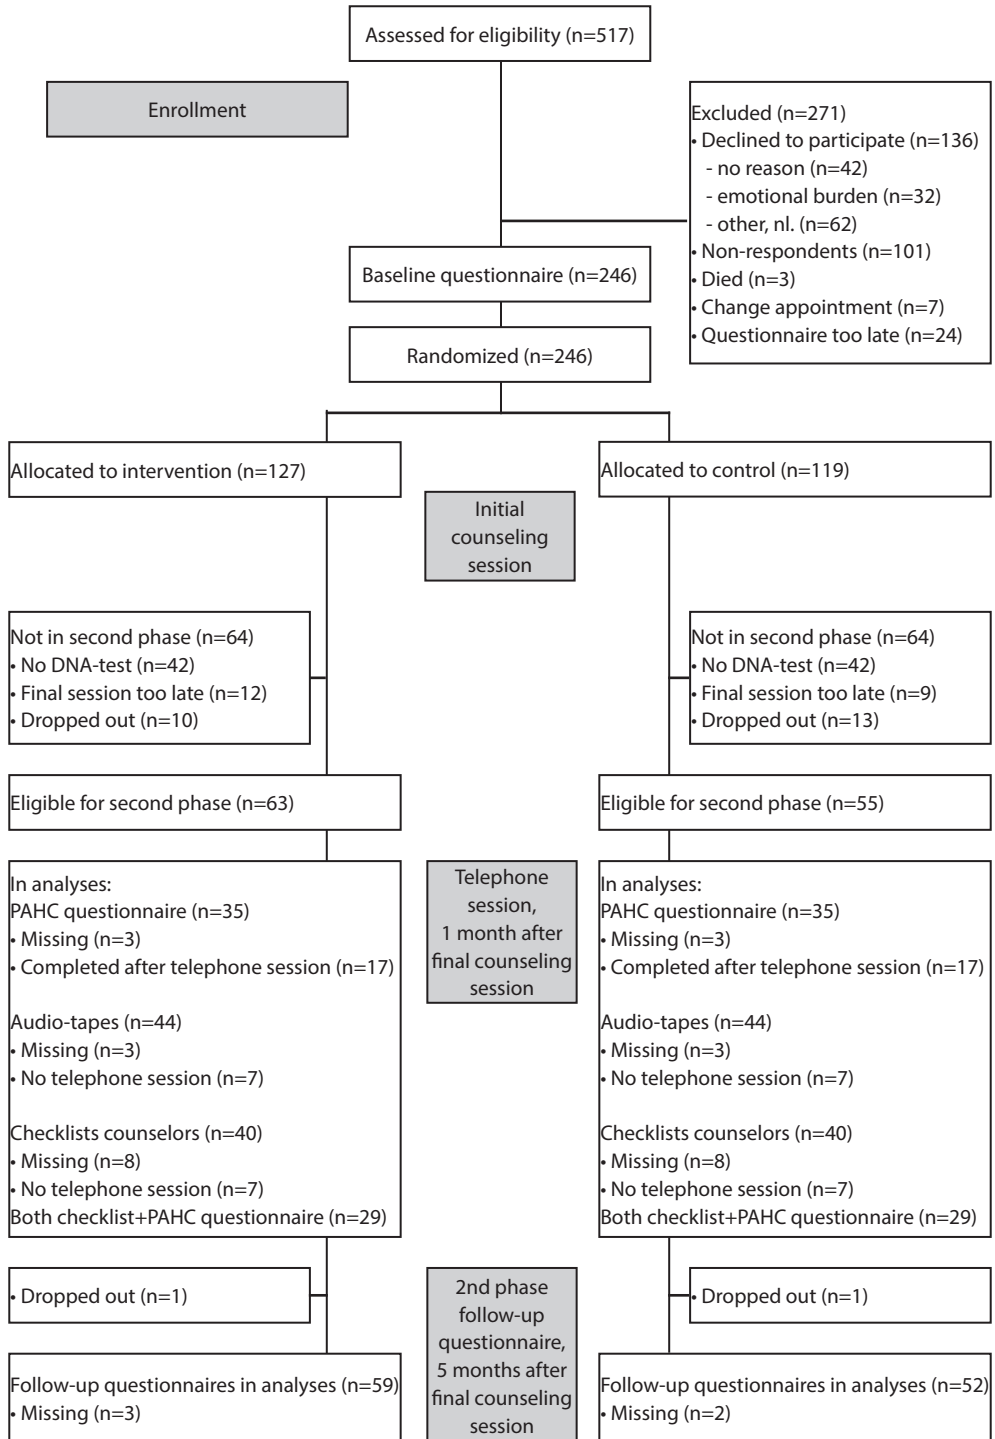 Assessed for eligibility (n=517)
Enrollment
Excluded (n=271)
• Declined to participate (n=136)
- no reason (n=42)
- emotional burden (n=32)
- other, nl. (n=62)
• Non-respondents (n=101)
• Died (n=3)
• Change appointment (n=7)
• Questionnaire too late (n=24)
Baseline questionnaire (n=246)
Randomized (n=246)
Allocated to intervention (n=127)
Allocated to control (n=119)
Initial
counseling
session
Not in second phase (n=64)
• No DNA-test (n=42)
• Final session too late (n=12)
• Dropped out (n=10)
Not in second phase (n=64)
• No DNA-test (n=42)
• Final session too late (n=9)
• Dropped out (n=13)
Eligible for second phase (n=63)
Eligible for second phase (n=55)
In analyses:
PAHC questionnaire (n=35)
• Missing (n=3)
• Completed after telephone session (n=17)
Audio-tapes (n=44)
• Missing (n=3)
• No telephone session (n=7)
Checklists counselors (n=40)
• Missing (n=8)
• No telephone session (n=7)
Both checklist+PAHC questionnaire (n=29)
Telephone
session,
1 month after
final counseling
session
In analyses:
PAHC questionnaire (n=35)
• Missing (n=3)
• Completed after telephone session (n=17)
Audio-tapes (n=44)
• Missing (n=3)
• No telephone session (n=7)
Checklists counselors (n=40)
• Missing (n=8)
• No telephone session (n=7)
Both checklist+PAHC questionnaire (n=29)
• Dropped out (n=1)
2nd phase
follow-up
questionnaire,
5 months after
final counseling
session
• Dropped out (n=1)
Follow-up questionnaires in analyses (n=59)
• Missing (n=3)
Follow-up questionnaires in analyses (n=52)
• Missing (n=2)